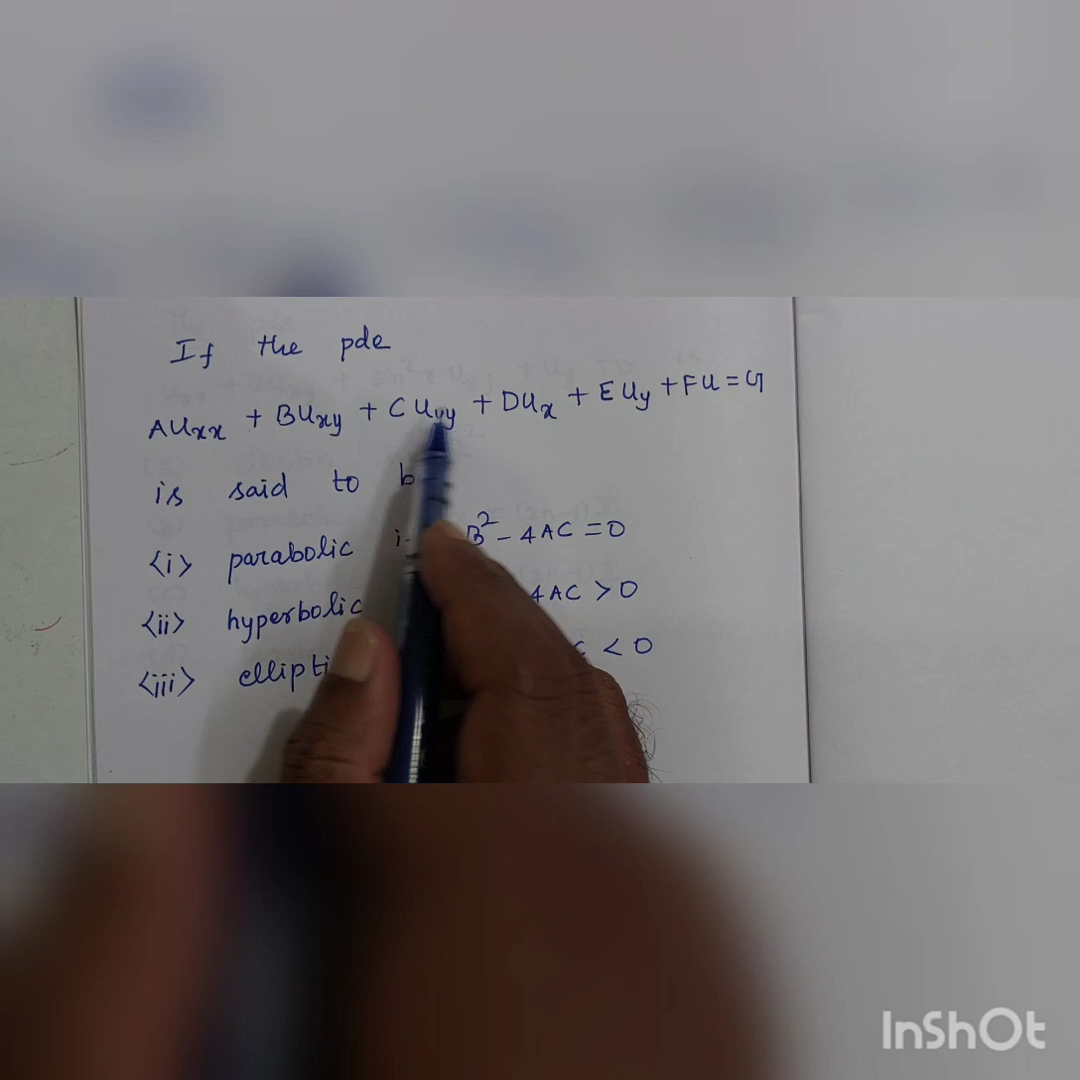 If the pde
AUxx + BUxy + CUyy + DUx + EUy + FU = G
is said to
<i> parabolic B² - 4AC = 0
<ii> hyperbolic 4AC > 0
<iii> < 0
InShOt